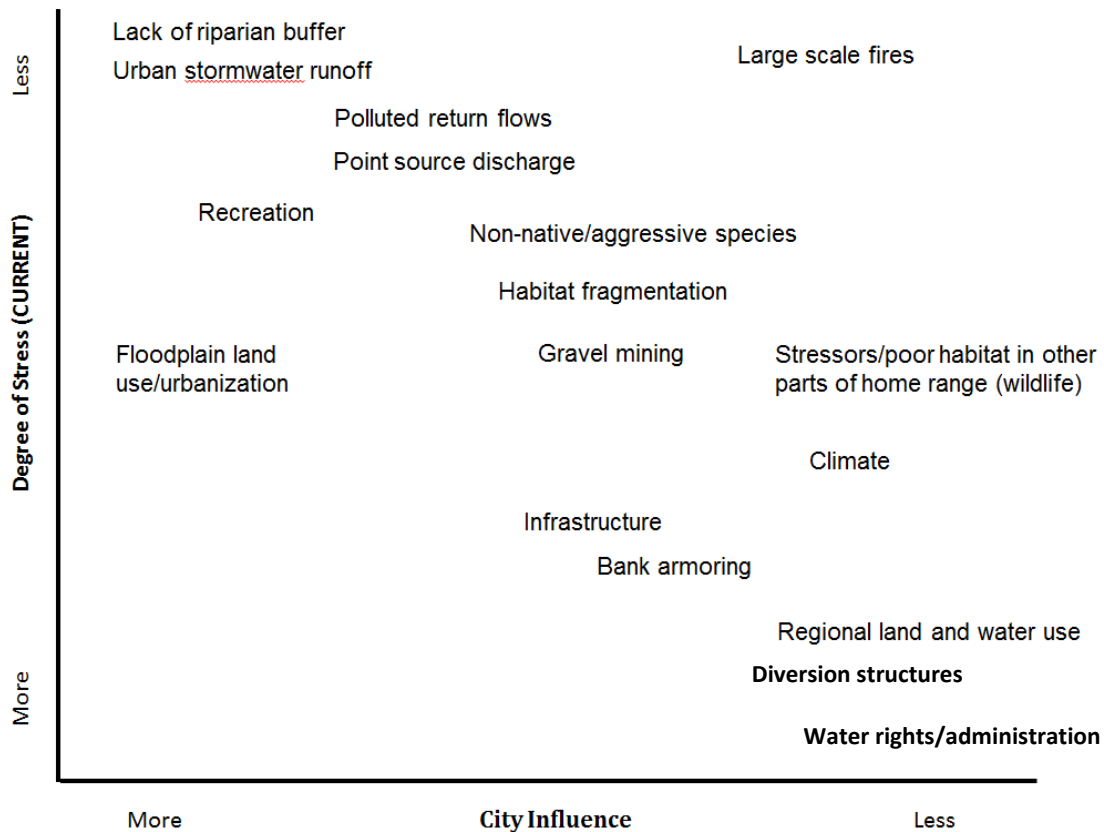 Lack of riparian buffer
Less
Large scale fires
Urban stormwater runoff
Polluted return flows
Point source discharge
Recreation
Non-native/aggressive species
Habitat fragmentation
Degree of Stress (CURRENT)
Floodplain land
use/urbanization
Gravel mining
Stressors/poor habitat in other
parts of home range (wildlife)
Climate
Infrastructure
Bank armoring
Regional land and water use
Diversion structures
More
Water rights/administration
More
City Influence
Less